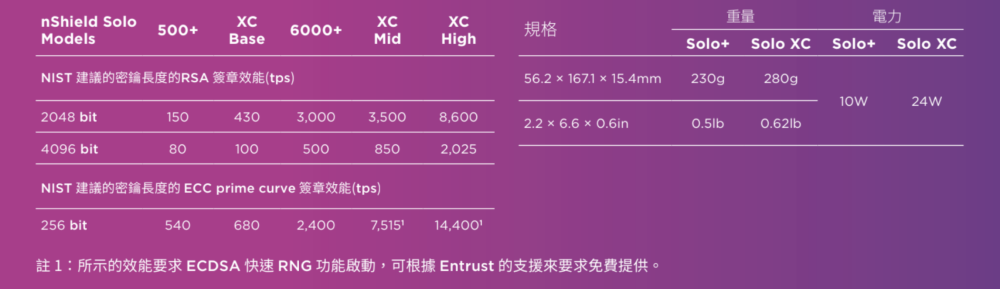 nShield Solo Models 500+ XC Base 6000+ XC Mid XC High
NIST 建議的密鑰長度的RSA 簽章效能(tps)
2048 bit 150 430 3,000 3,500 8,600
4096 bit 80 100 500 850 2,025
NIST 建議的密鑰長度的 ECC prime curve 簽章效能(tps)
256 bit 540 680 2,400 7,515¹ 14,400¹
規格 重量 電力
Solo+ Solo XC Solo+ Solo XC
56.2 × 167.1 × 15.4mm 230g 280g
10W 24W
2.2 × 6.6 × 0.6in 0.5lb 0.62lb
註 1：所示的效能要求 ECDSA 快速 RNG 功能啟動，可根據 Entrust 的支援來要求免費提供。